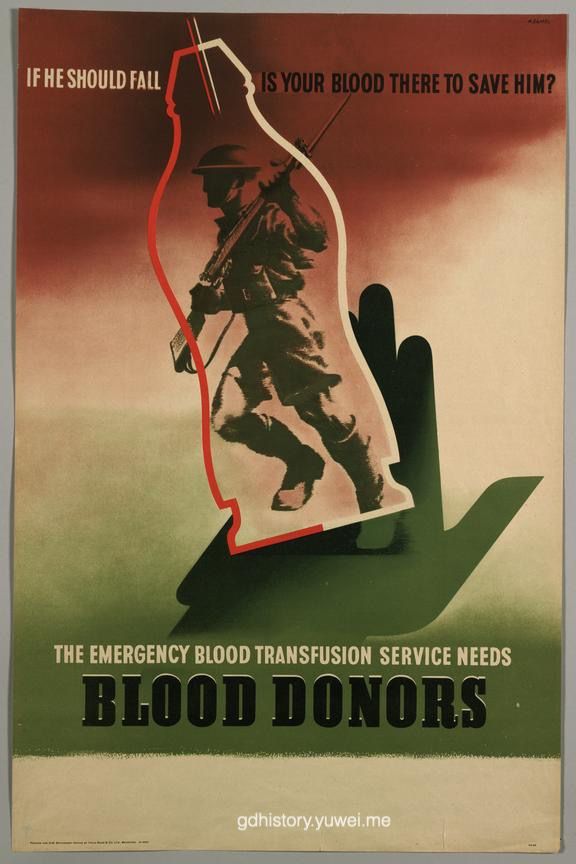 IF HE SHOULD FALL IS YOUR BLOOD THERE TO SAVE HIM?
THE EMERGENCY BLOOD TRANSFUSION SERVICE NEEDS
BLOOD DONORS
gdhistory.yuwei.me